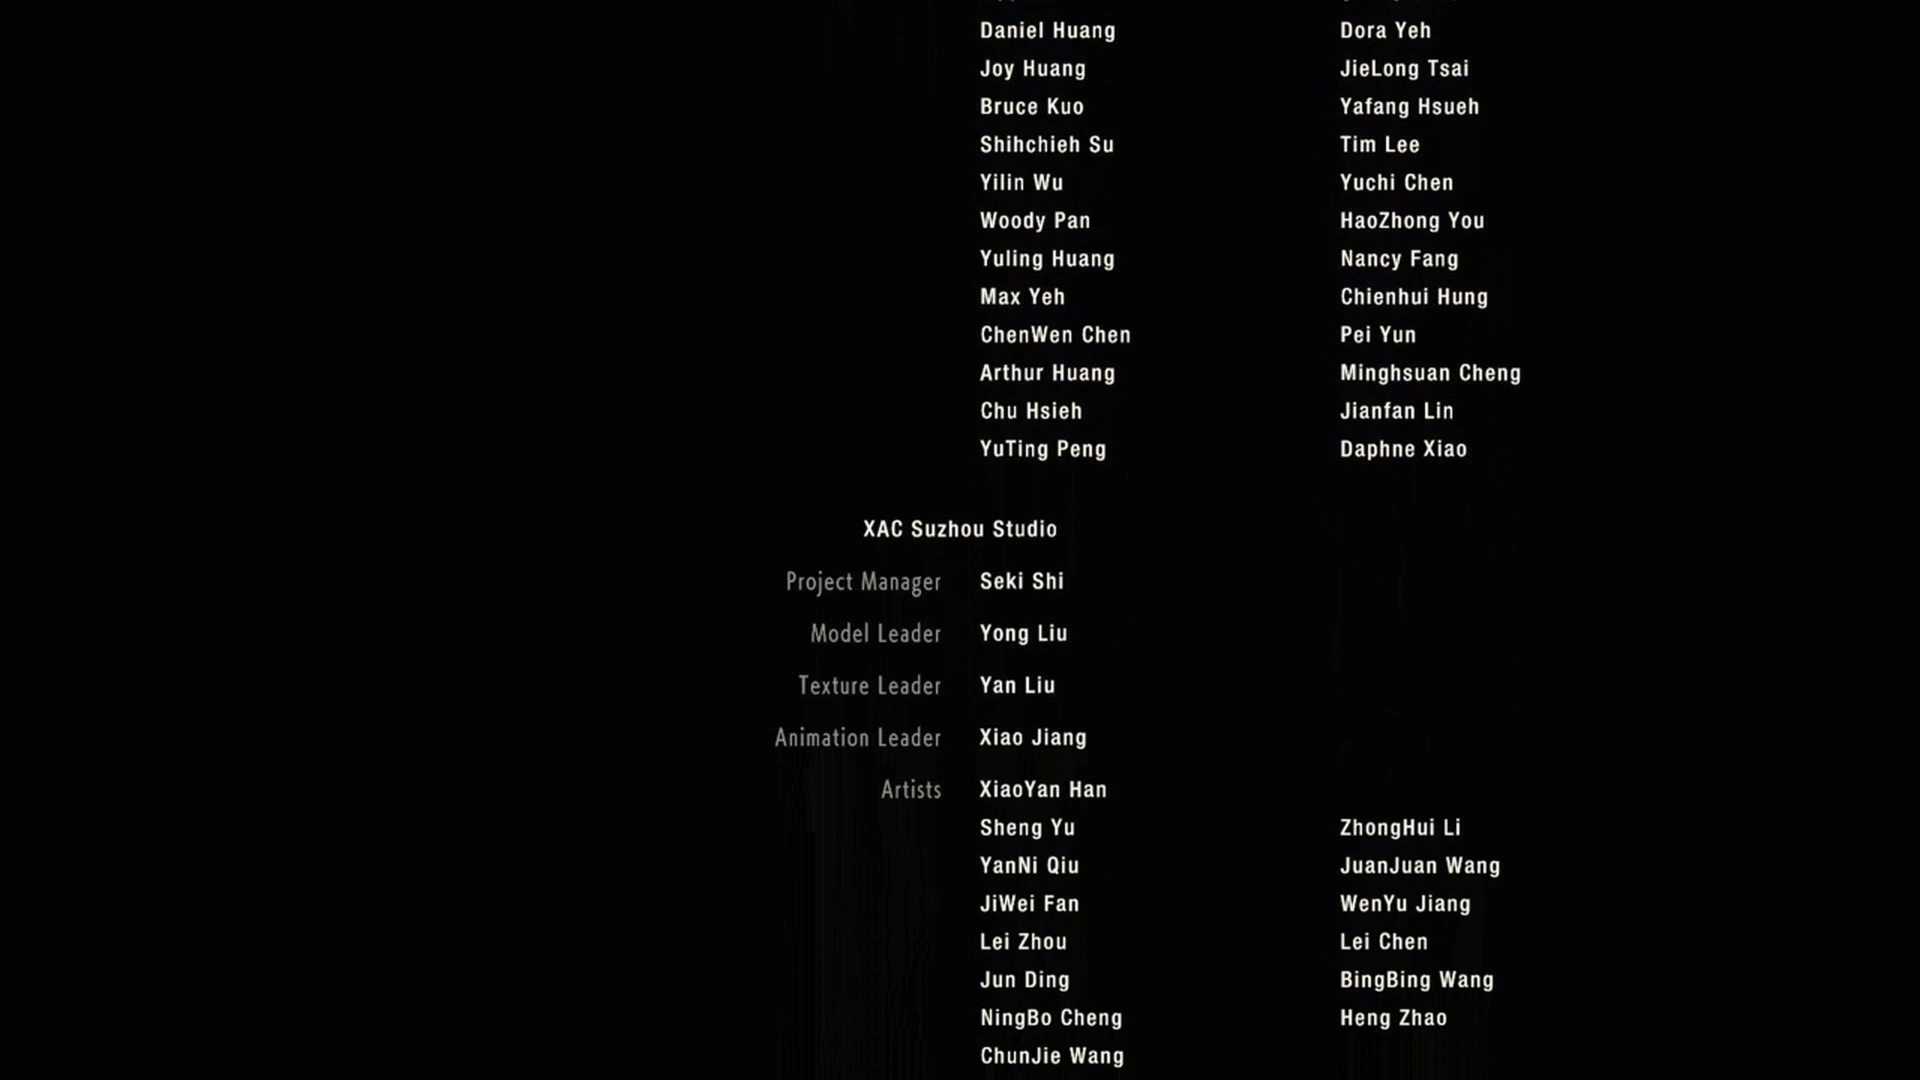 Daniel Huang Dora Yeh
Joy Huang JieLong Tsai
Bruce Kuo Yafang Hsueh
Shihchieh Su Tim Lee
Yilin Wu Yuchi Chen
Woody Pan HaoZhong You
Yuling Huang Nancy Fang
Max Yeh Chienhui Hung
ChenWen Chen Pei Yun
Arthur Huang Minghsuan Cheng
Chu Hsieh Jianfan Lin
YuTing Peng Daphne Xiao
XAC Suzhou Studio
Project Manager Seki Shi
Model Leader Yong Liu
Texture Leader Yan Liu
Animation Leader Xiao Jiang
Artists XiaoYan Han
Sheng Yu ZhongHui Li
YanNi Qiu JuanJuan Wang
JiWei Fan WenYu Jiang
Lei Zhou Lei Chen
Jun Ding BingBing Wang
NingBo Cheng Heng Zhao
ChunJie Wang